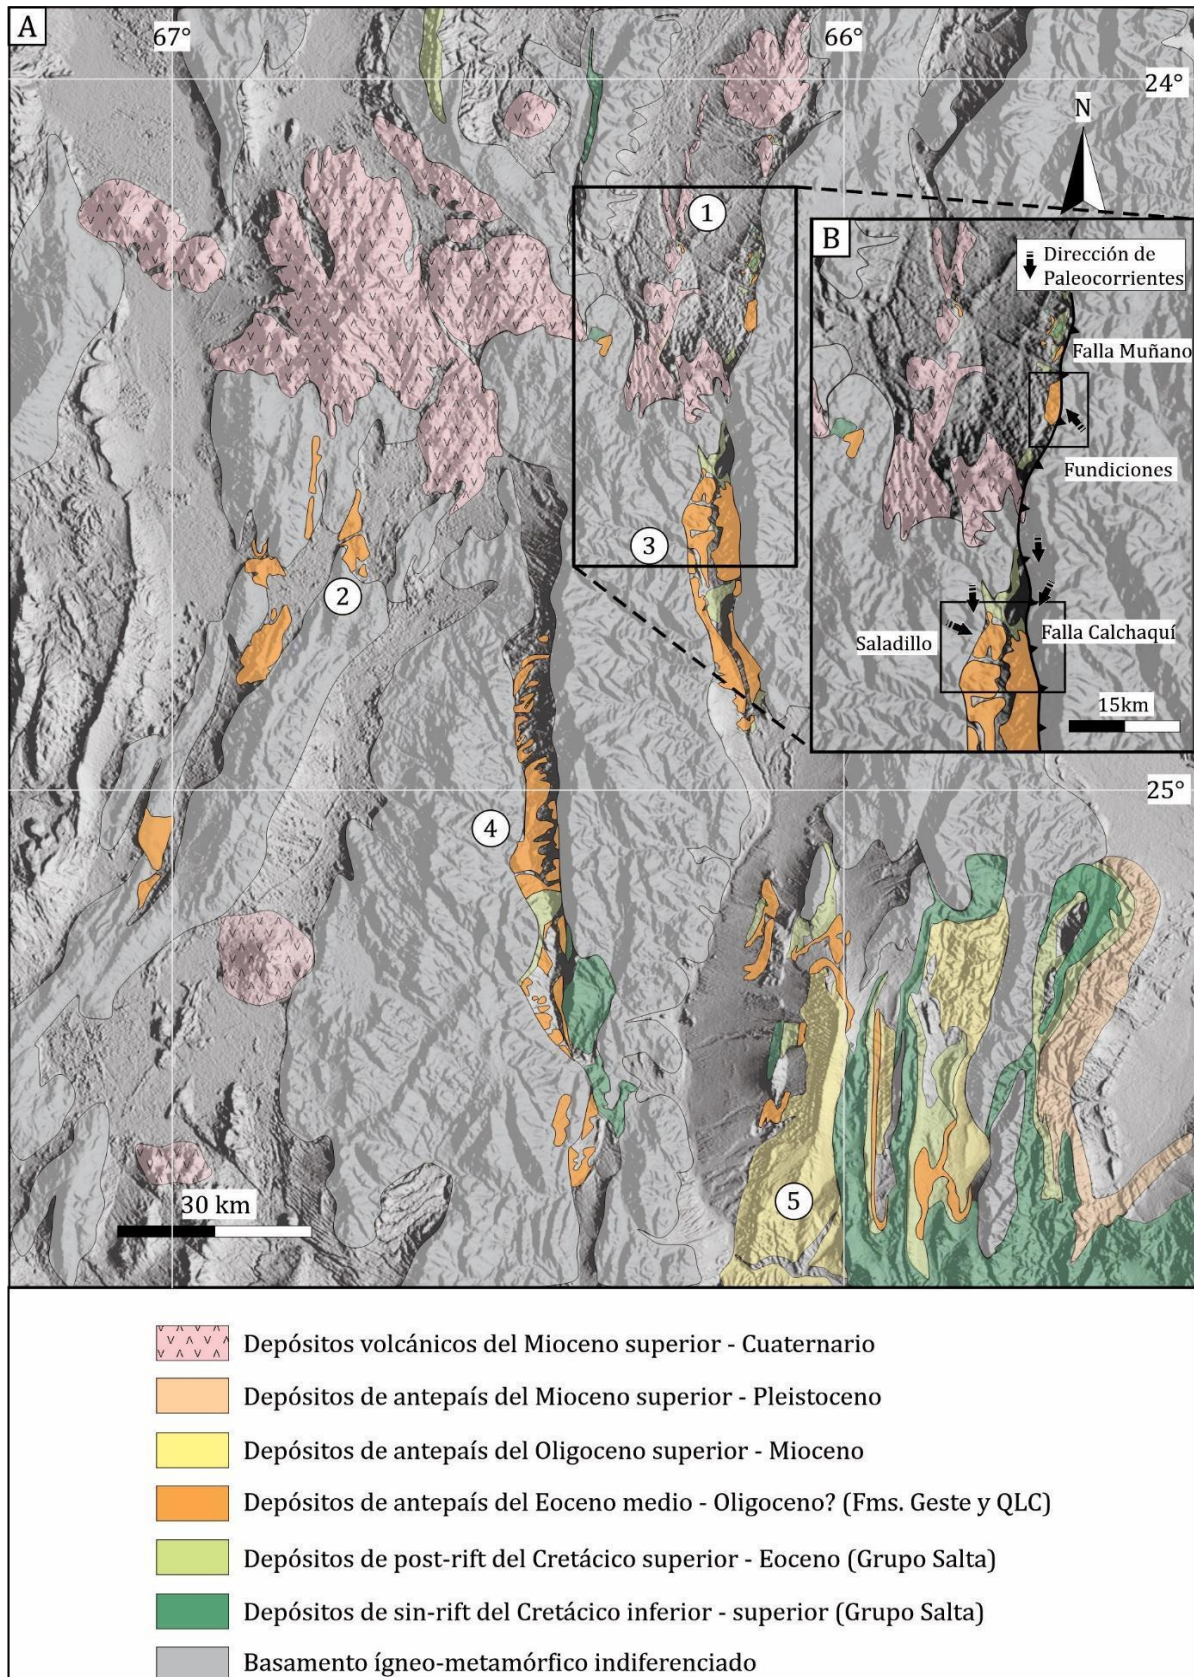 A
67°
66°
24°
N
1
B
Dirección de
Paleocorrientes
Falla Muñano
Fundiciones
3
2
Saladillo
Falla Calchaquí
15km
25°
4
30 km
5
Depósitos volcánicos del Mioceno superior - Cuaternario
Depósitos de antepaís del Mioceno superior - Pleistoceno
Depósitos de antepaís del Oligoceno superior - Mioceno
Depósitos de antepaís del Eoceno medio - Oligoceno? (Fms. Geste y QLC)
Depósitos de post-rift del Cretácico superior - Eoceno (Grupo Salta)
Depósitos de sin-rift del Cretácico inferior - superior (Grupo Salta)
Basamento ígneo-metamórfico indiferenciado